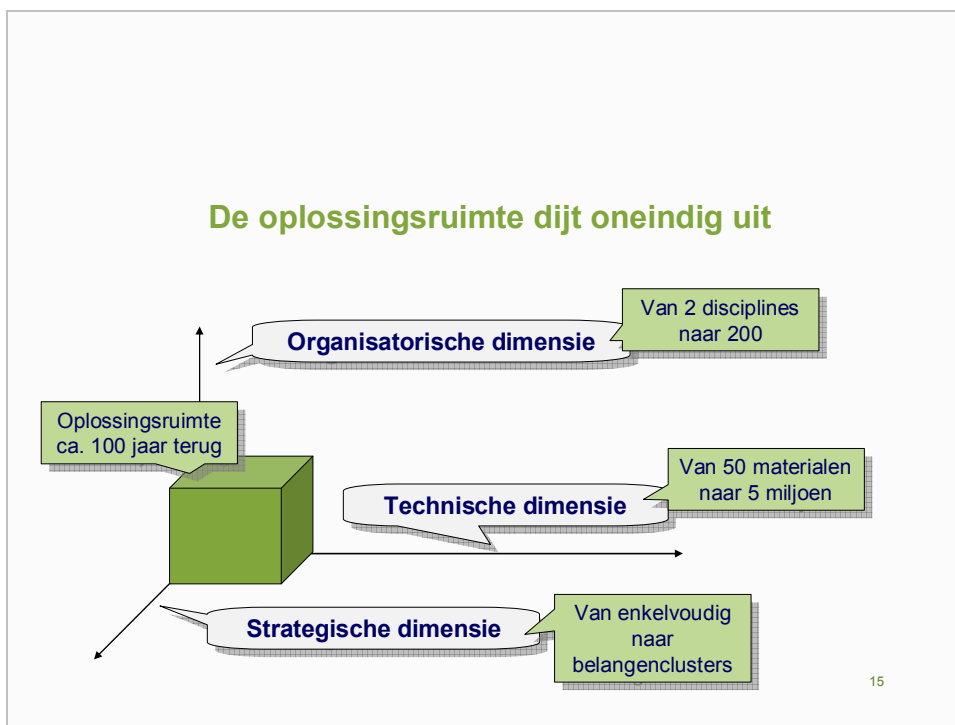 De oplossingsruimte dijt oneindig uit
Van 2 disciplines
naar 200
Organisatorische dimensie
Oplossingsruimte
ca. 100 jaar terug
Van 50 materialen
naar 5 miljoen
Technische dimensie
Van enkelvoudig
naar
belangenclusters
Strategische dimensie
15